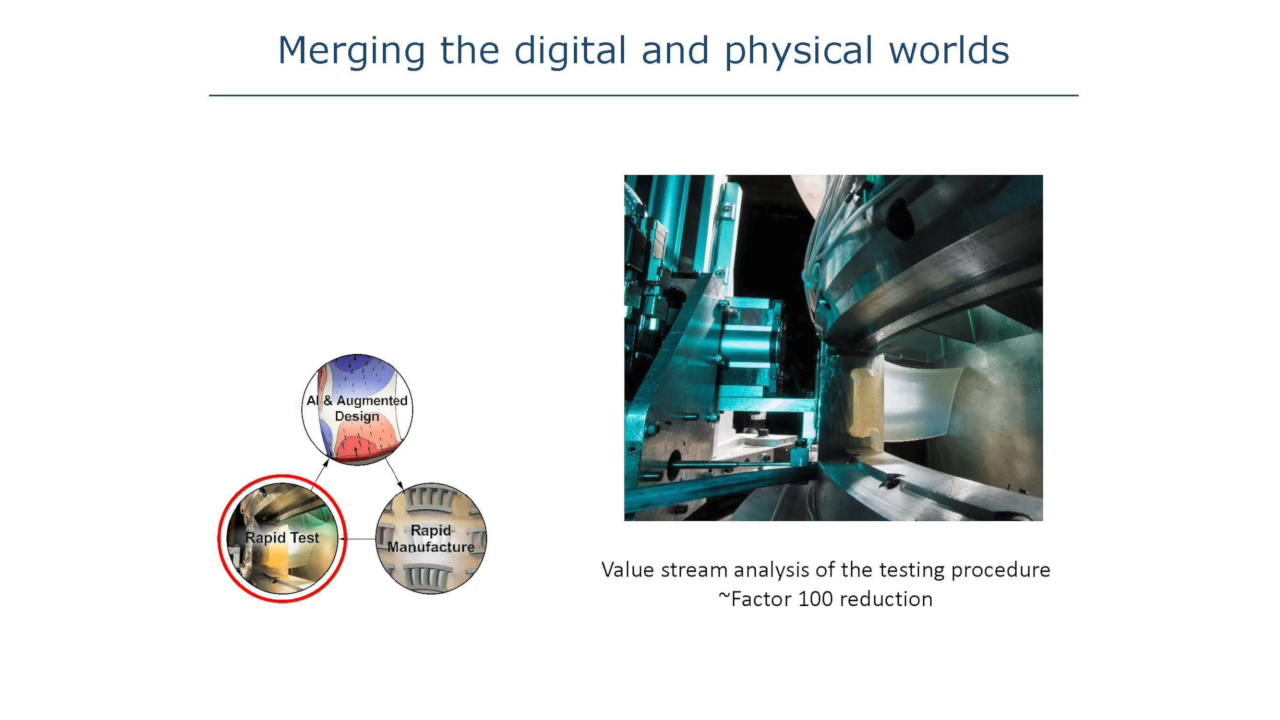 Merging the digital and physical worlds
AI & Augmented
Design
Rapid Test
Rapid
Manufacture
Value stream analysis of the testing procedure
~Factor 100 reduction